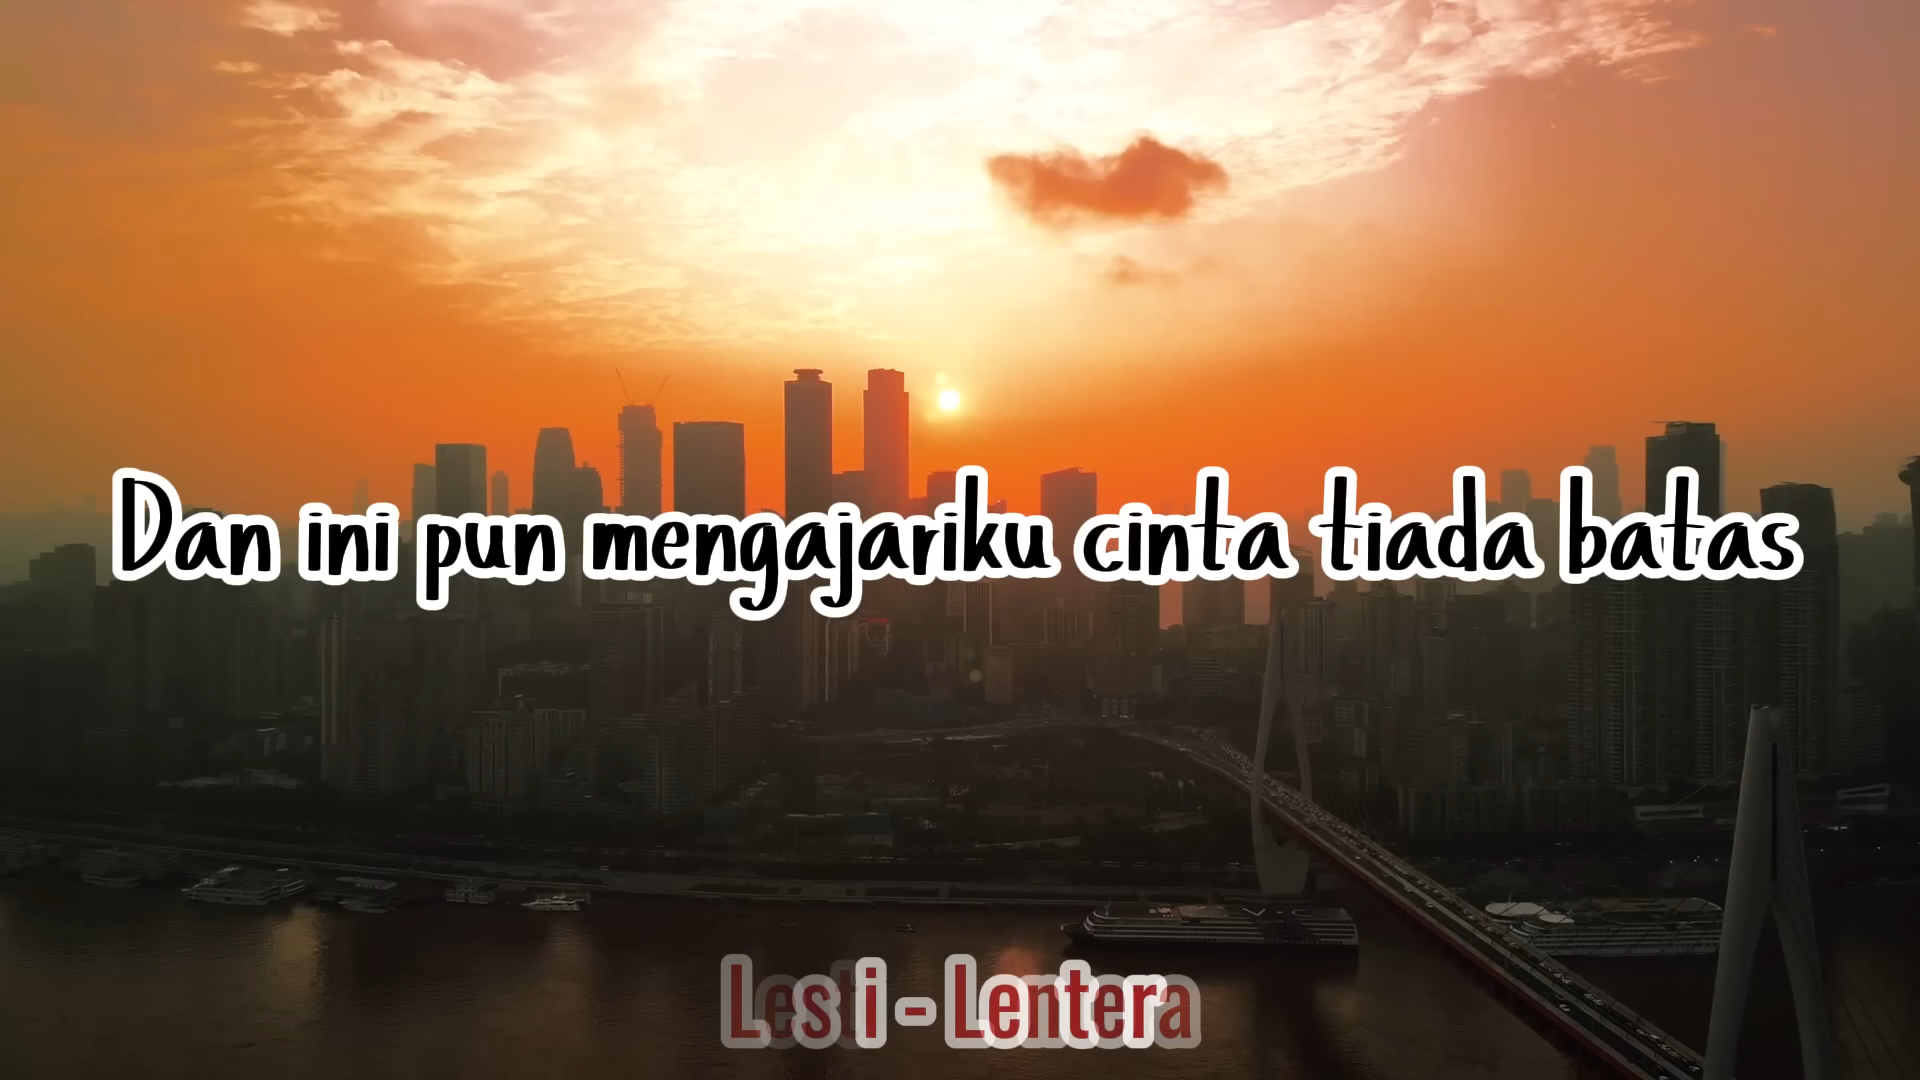 Dan ini pun mengajariku cinta tiada batas
Lesti - Lentera